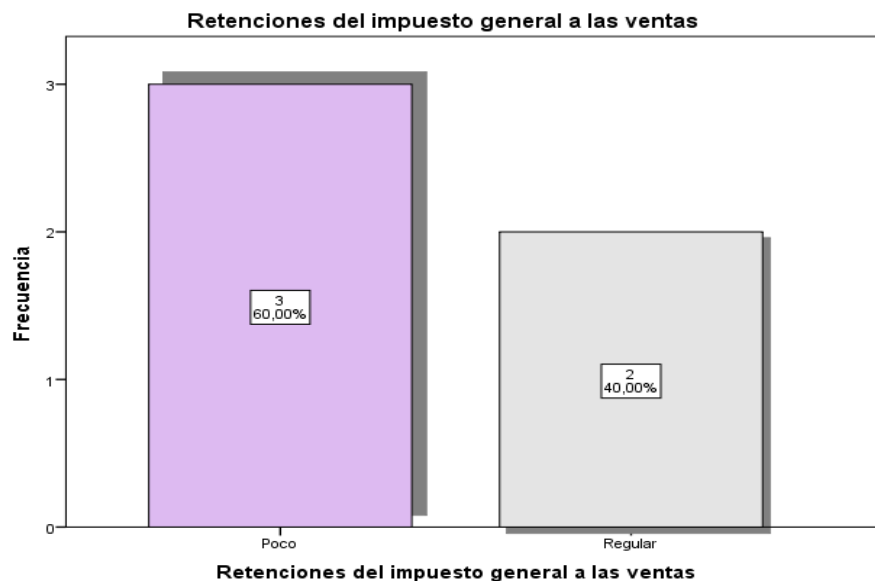 Retenciones del impuesto general a las ventas
Frecuencia
3
2
1
0
3
60,00%
2
40,00%
Poco
Regular
Retenciones del impuesto general a las ventas